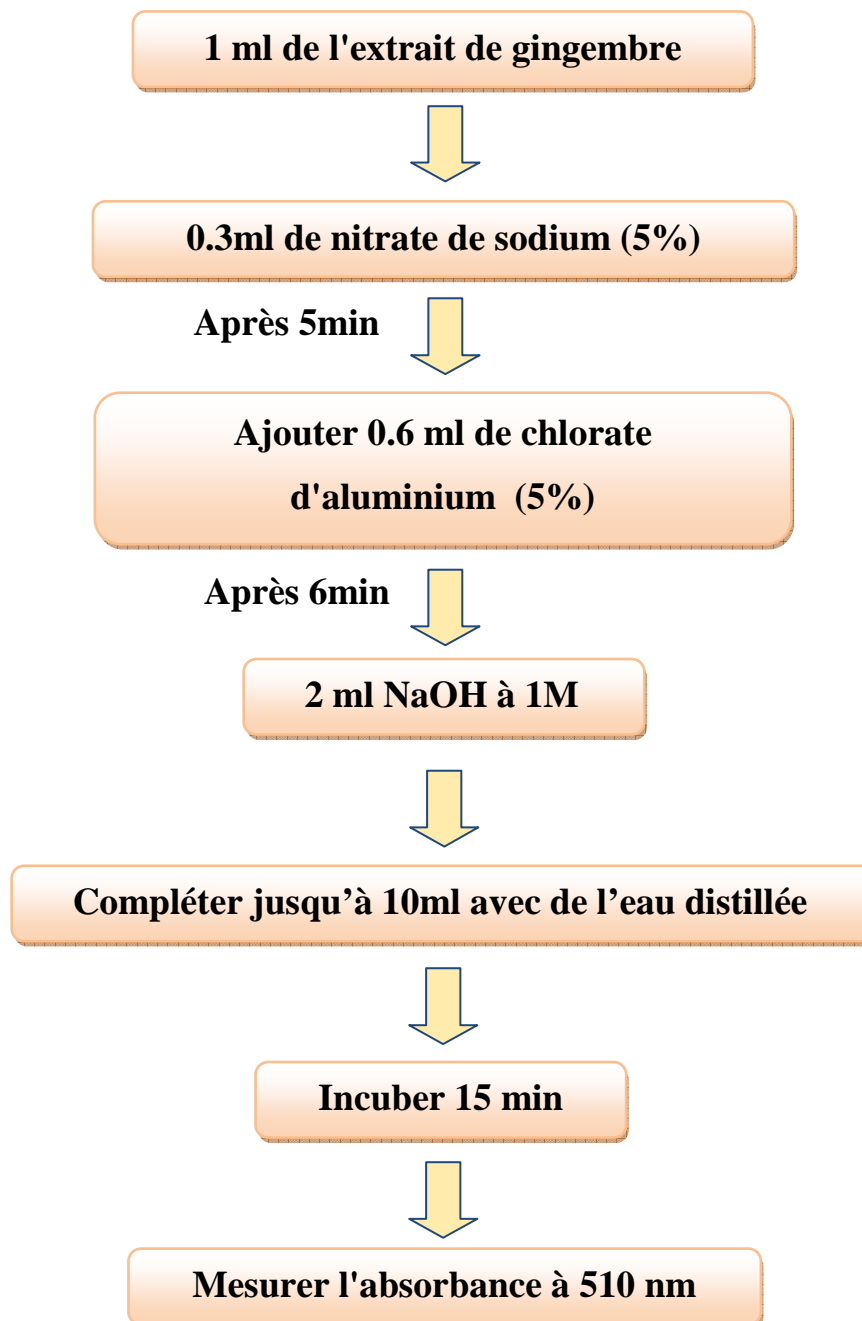 1 ml de l'extrait de gingembre
0.3ml de nitrate de sodium (5%)
Après 5min
Ajouter 0.6 ml de chlorate
d'aluminium (5%)
Après 6min
2 ml NaOH à 1M
Compléter jusqu’à 10ml avec de l’eau distillée
Incuber 15 min
Mesurer l'absorbance à 510 nm